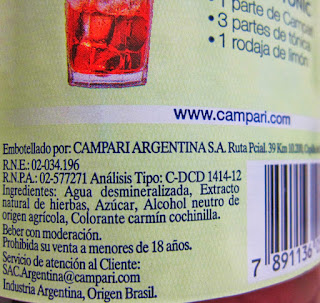 TONIC
• 1 parte de Campari
• 3 partes de tónica
• 1 rodaja de limón
www.campari.com
Embotellado por: CAMPARI ARGENTINA S.A. Ruta Pcial. 39 Km 10,200,
R.N.E.: 02-034.196
R.N.P.A.: 02-577271 Análisis Tipo: C-DCD 1414-12
Ingredientes: Agua desmineralizada, Extracto
natural de hierbas, Azúcar, Alcohol neutro de
origen agrícola, Colorante carmín cochinilla.
Beber con moderación.
Prohibida su venta a menores de 18 años.
Servicio de atención al Cliente:
SAC.Argentina@campari.com
Industria Argentina, Origen Brasil.
7 891136